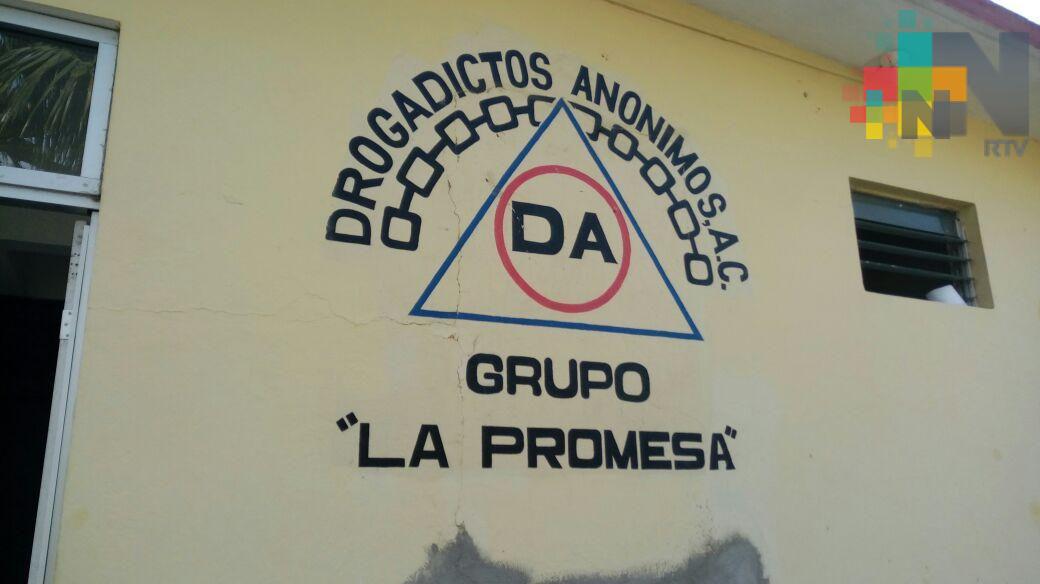 DROGADICTOS ANONIMOS, A.C.
DA
GRUPO
"LA PROMESA"
N
N
RTV